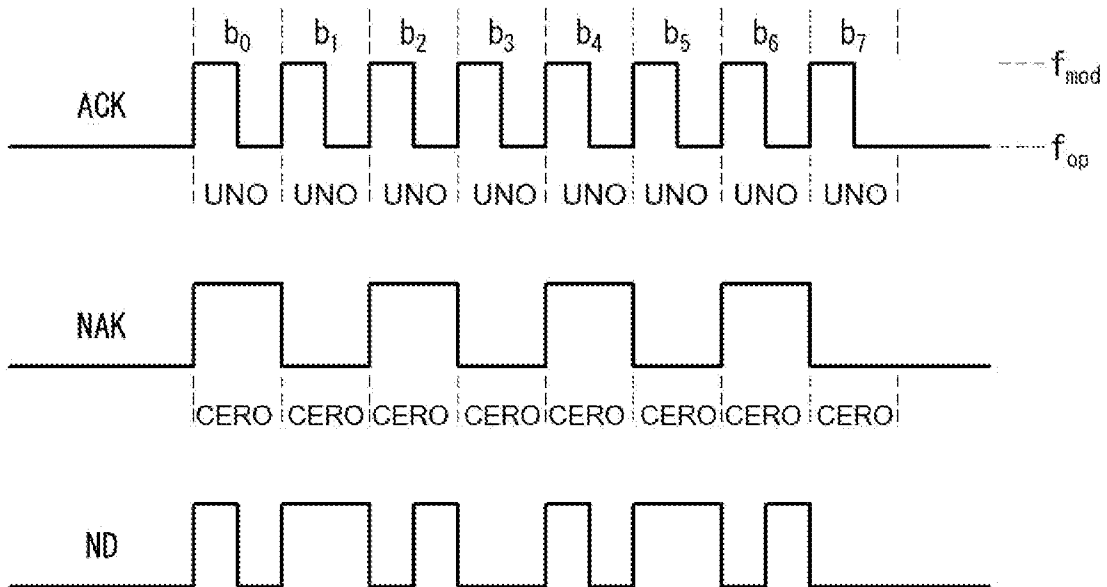 b0 b1 b2 b3 b4 b5 b6 b7
fmod
ACK
fop
UNO UNO UNO UNO UNO UNO UNO UNO
NAK
CERO CERO CERO CERO CERO CERO CERO CERO
ND